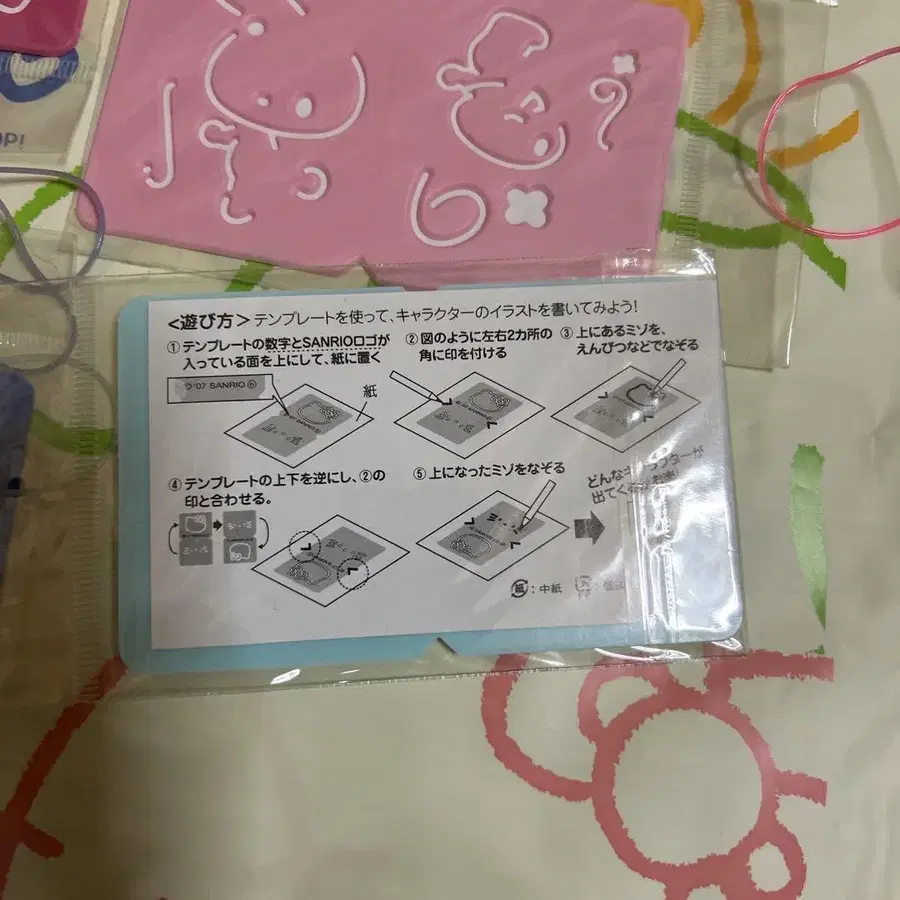 <遊び方>テンプレートを使って、キャラクターのイラストを書いてみよう!
① テンプレートの数字とSANRIOロゴが
入っている面を上にして、紙に置く
'07 SANRIO
紙
② 図のように左右2カ所の
角に印を付ける
③ 上にあるミゾを、
えんぴつなどでなぞる
④ テンプレートの上下を逆にし、②の
印と合わせる。
⑤ 上になったミゾをなぞる
どんなキャラクターが
出てくる
紙:中紙